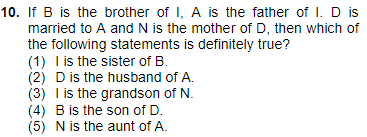 10. If B is the brother of I, A is the father of I. D is
married to A and N is the mother of D, then which of
the following statements is definitely true?
(1) I is the sister of B.
(2) D is the husband of A.
(3) I is the grandson of N.
(4) B is the son of D.
(5) N is the aunt of A.